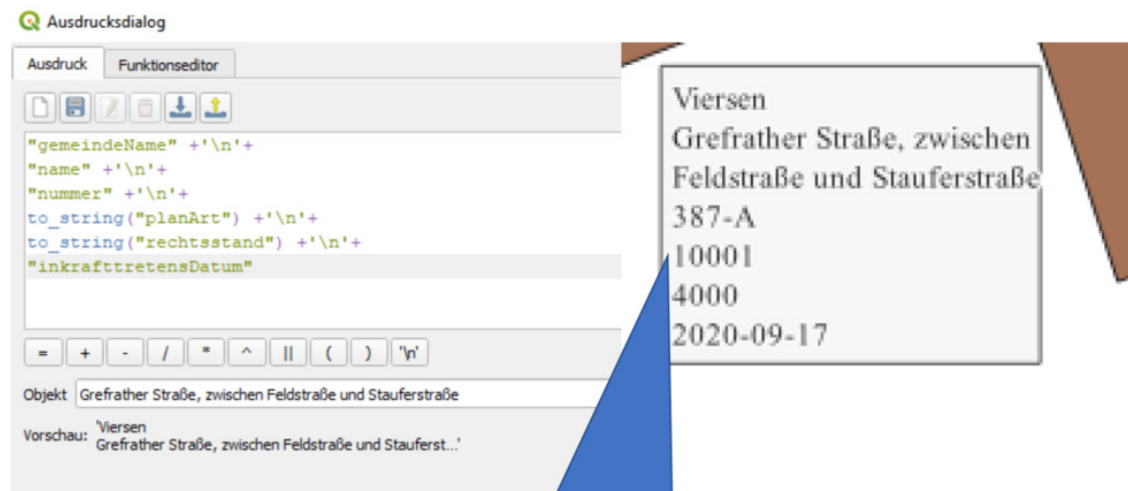 Ausdrucksdialog
Ausdruck Funktionseditor
"gemeindeName" +'\n'+
"name" +'\n'+
"nummer" +'\n'+
to_string("planArt") +'\n'+
to_string("rechtsstand") +'\n'+
"inkrafttretensDatum"
= + - / * ^ || ( ) '\n'
Objekt Grefrather Straße, zwischen Feldstraße und Stauferstraße
Vorschau: 'Viersen
Grefrather Straße, zwischen Feldstraße und Stauferst...'
Viersen
Grefrather Straße, zwischen
Feldstraße und Stauferstraße
387-A
10001
4000
2020-09-17